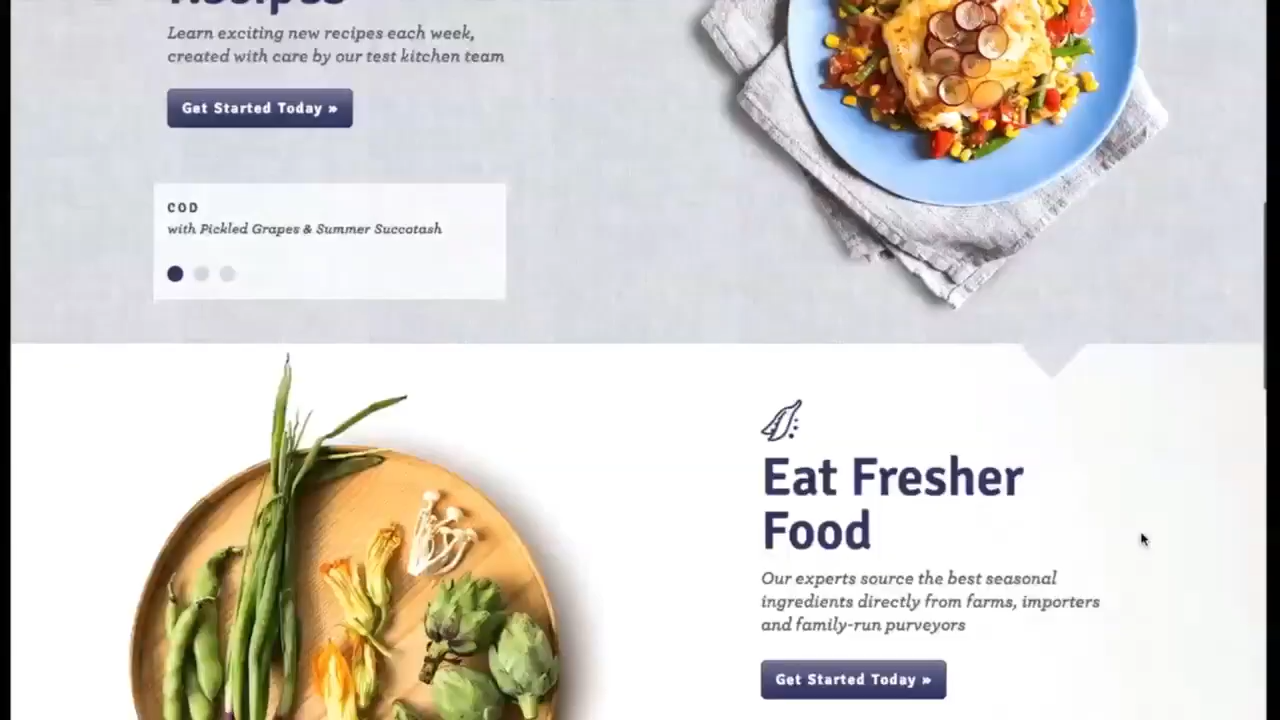 Recipes
Learn exciting new recipes each week,
created with care by our test kitchen team
Get Started Today »
COD
with Pickled Grapes & Summer Succotash
Eat Fresher
Food
Our experts source the best seasonal
ingredients directly from farms, importers
and family-run purveyors
Get Started Today »